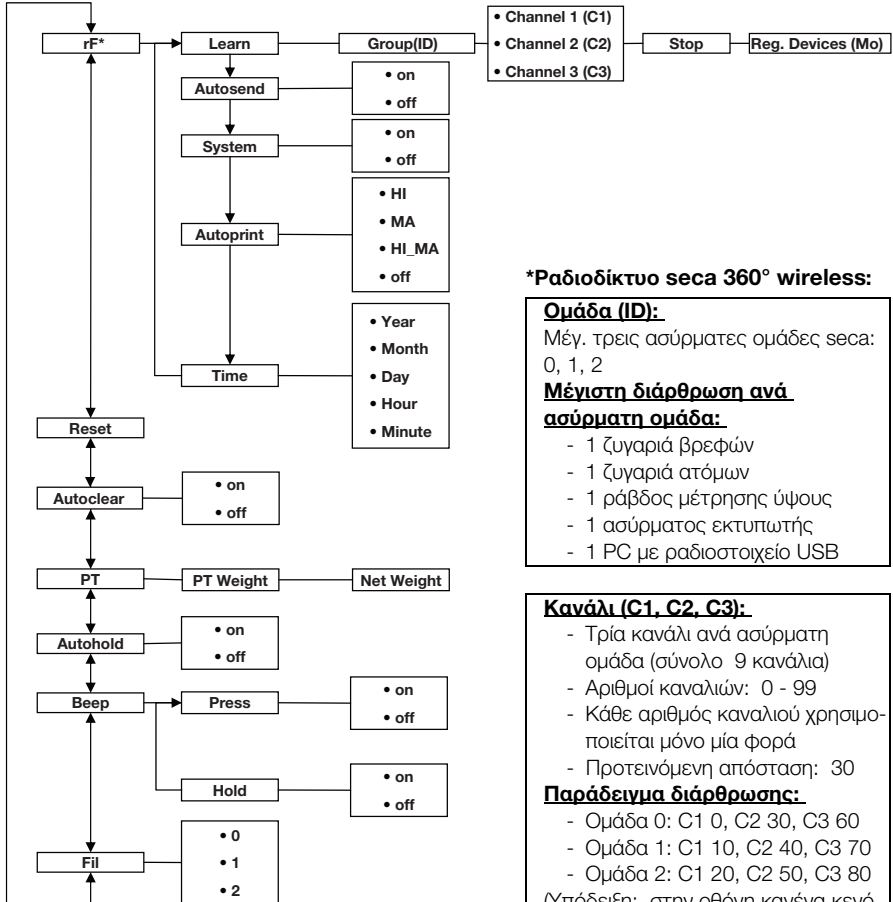 rF*
Learn
Group(ID)
• Channel 1 (C1)
• Channel 2 (C2)
• Channel 3 (C3)
Stop
Reg. Devices (Mo)
Autosend
• on
• off
System
• on
• off
Autoprint
• HI
• MA
• HI_MA
• off
Time
• Year
• Month
• Day
• Hour
• Minute
Reset
Autoclear
• on
• off
PT
PT Weight
Net Weight
Autohold
• on
• off
Beep
Press
• on
• off
Hold
• on
• off
Fil
• 0
• 1
• 2
*Ραδιοδίκτυο seca 360° wireless:
Ομάδα (ID):
Μέγ. τρεις ασύρματες ομάδες seca:
0, 1, 2
Μέγιστη διάρθρωση ανά
ασύρματη ομάδα:
- 1 ζυγαριά βρεφών
- 1 ζυγαριά ατόμων
- 1 ράβδος μέτρησης ύψους
- 1 ασύρματος εκτυπωτής
- 1 PC με ραδιοστοιχείο USB
Κανάλι (C1, C2, C3):
- Τρία κανάλι ανά ασύρματη
ομάδα (σύνολο 9 κανάλια)
- Αριθμοί καναλιών: 0 - 99
- Κάθε αριθμός καναλιού χρησιμο-
ποιείται μόνο μία φορά
- Προτεινόμενη απόσταση: 30
Παράδειγμα διάρθρωσης:
- Ομάδα 0: C1 0, C2 30, C3 60
- Ομάδα 1: C1 10, C2 40, C3 70
- Ομάδα 2: C1 20, C2 50, C3 80
(Υπόδειξη: στην οθόνη κανένα κενό